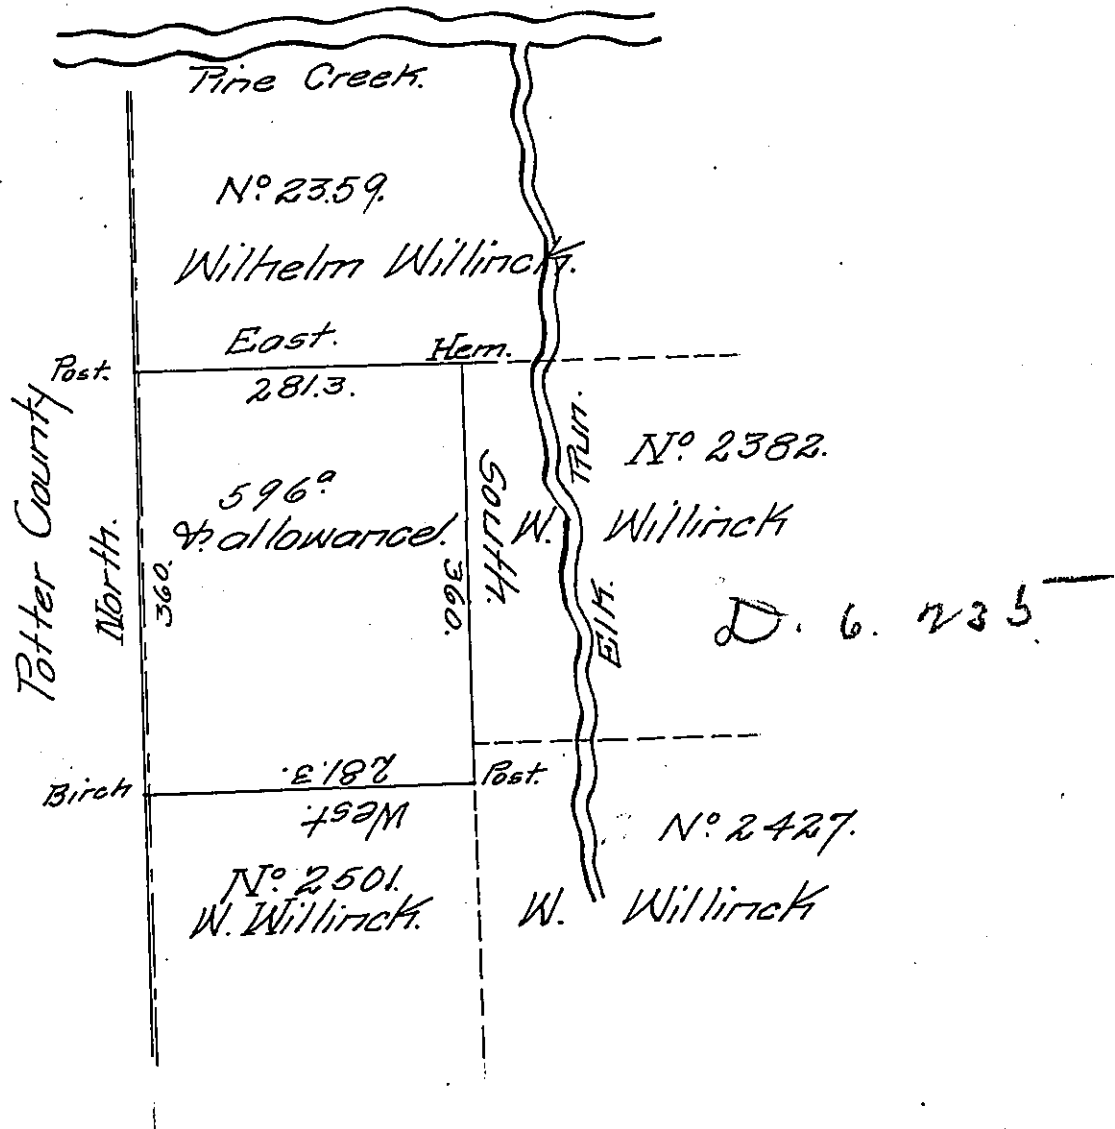 Pine Creek.
Nº 2359.
Wilhelm Willinck.
East.
Hem.
Post.
281.3.
Potter County
North.
360.
596ª
& allowance.
South.
360.
Elk Run.
Nº 2382.
W. Willinck
D. 6. 235
Birch
281.3.
West.
Post.
Nº 2501.
W. Willinck.
Nº 2427.
W. Willinck